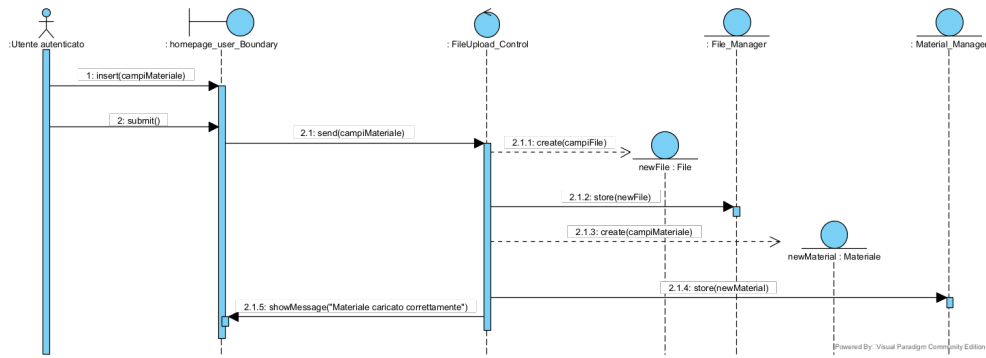 :Utente autenticato
: homepage_user_Boundary
: FileUpload_Control
: File_Manager
: Material_Manager
1: insert(campiMateriale)
2: submit()
2.1: send(campiMateriale)
2.1.1: create(campiFile)
newFile : File
2.1.2: store(newFile)
2.1.3: create(campiMateriale)
newMaterial : Materiale
2.1.4: store(newMaterial)
2.1.5: showMessage("Materiale caricato correttamente")
Powered By: Visual Paradigm Community Edition